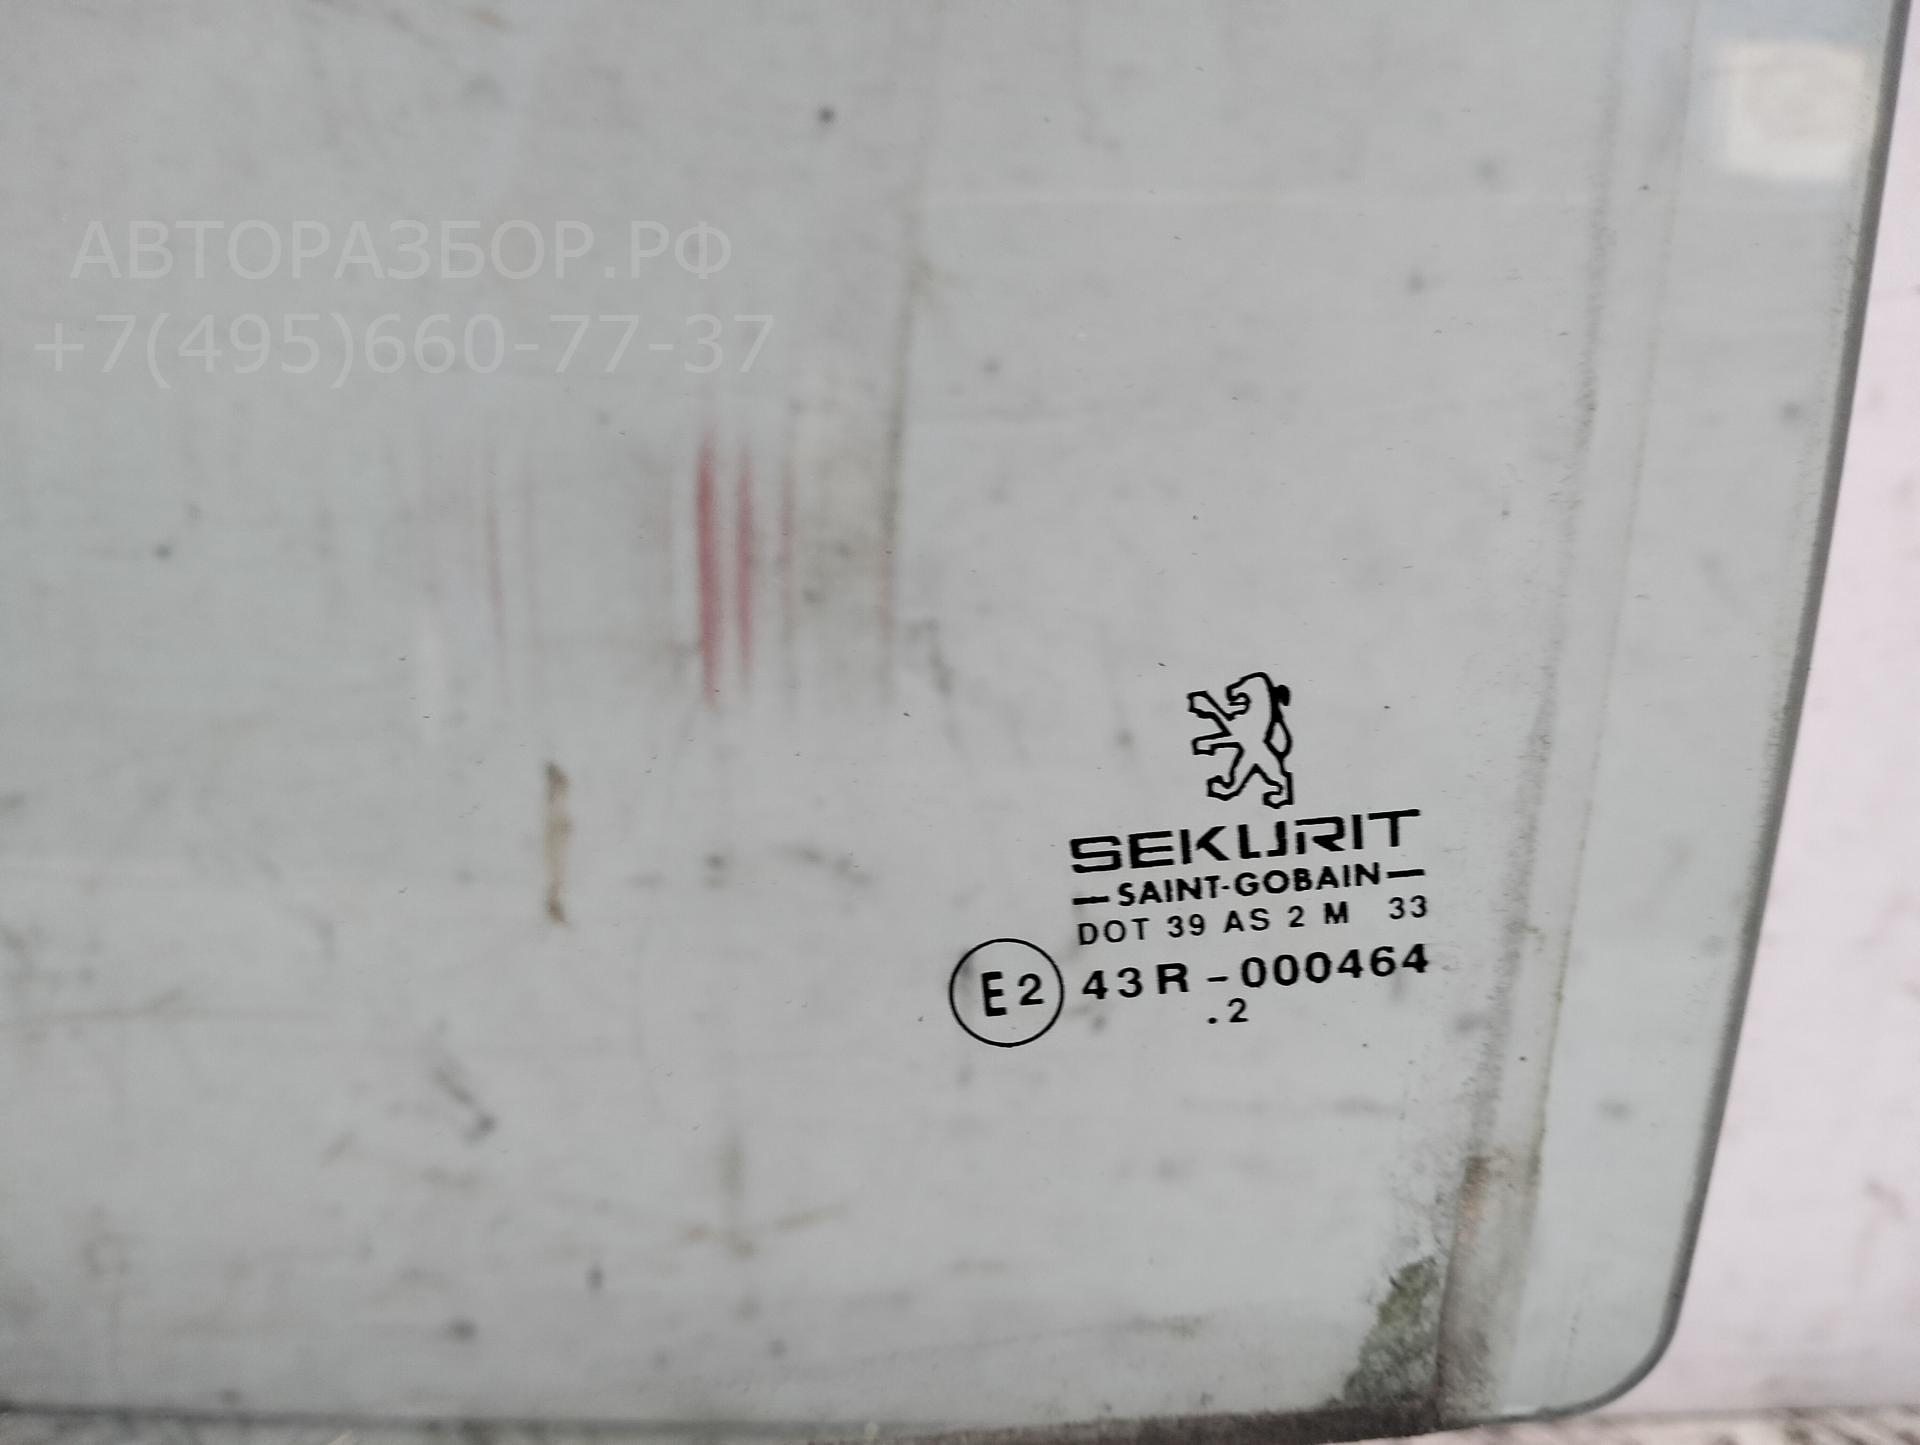 АВТОРАЗБОР.РФ
+7(495)660-77-37
SEKURIT
SAINT-GOBAIN
DOT 39 AS 2 M 33
E2 43R-000464
.2